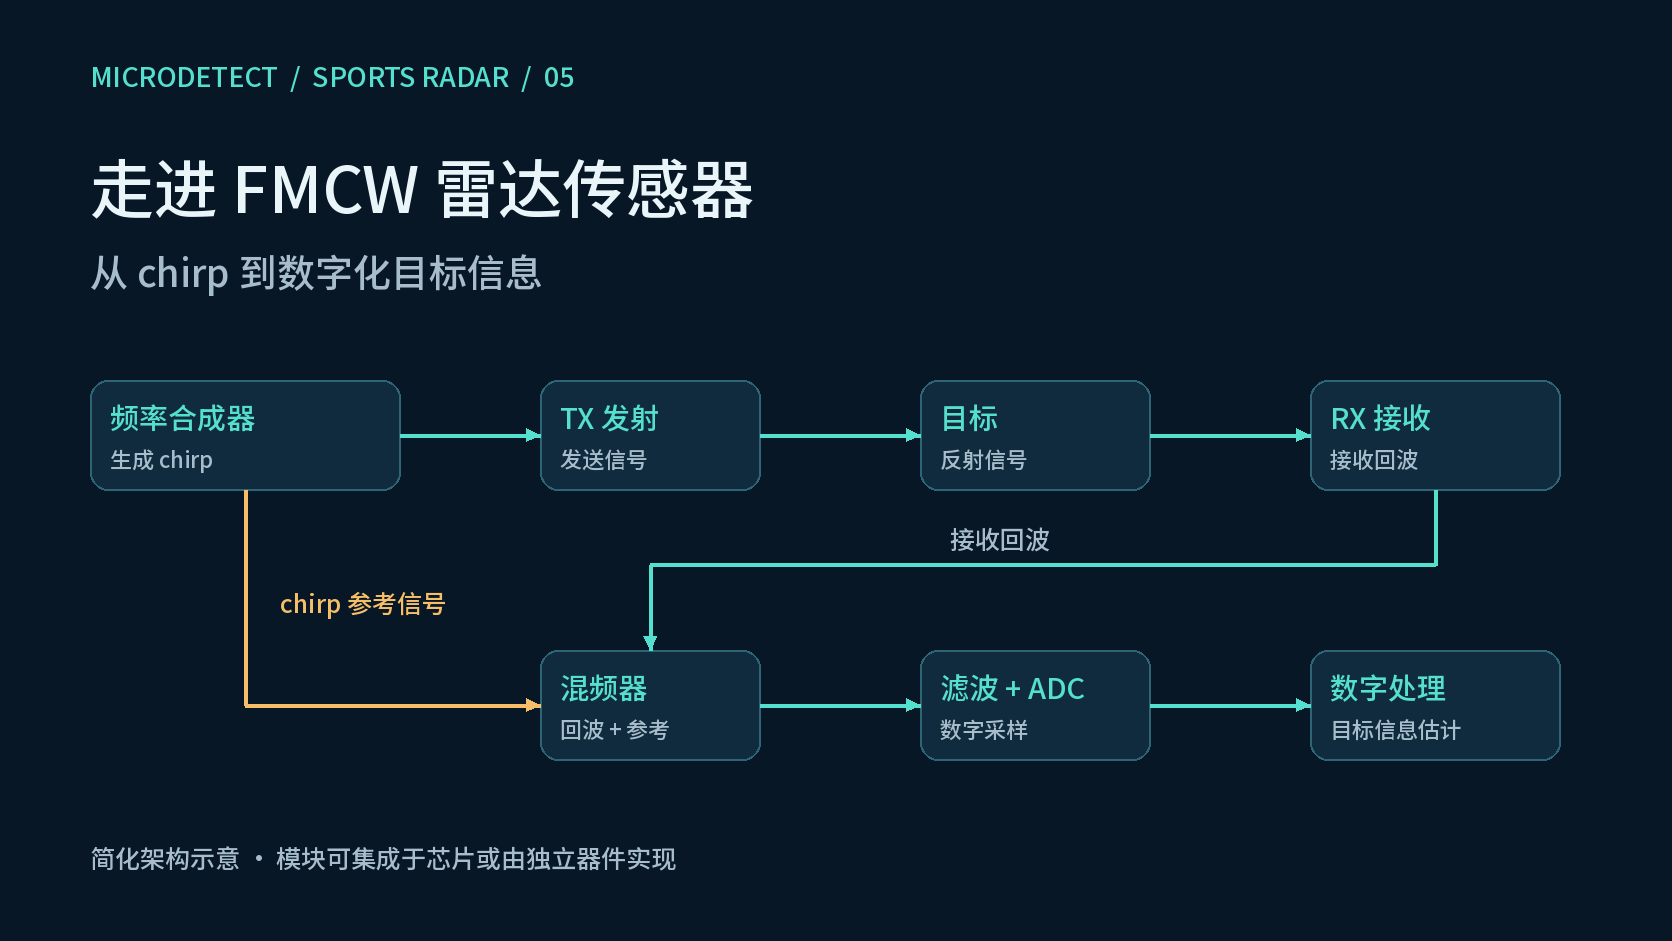 MICRODETECT / SPORTS RADAR / 05
走进 FMCW 雷达传感器
从 chirp 到数字化目标信息
频率合成器
生成 chirp
TX 发射
发送信号
目标
反射信号
RX 接收
接收回波
接收回波
chirp 参考信号
混频器
回波 + 参考
滤波 + ADC
数字采样
数字处理
目标信息估计
简化架构示意 • 模块可集成于芯片或由独立器件实现